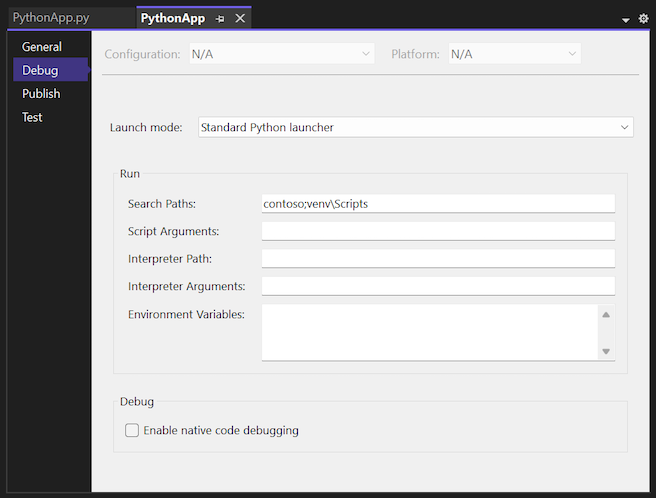 PythonApp.py PythonApp
General
Debug
Publish
Test
Configuration: N/A Platform: N/A
Launch mode: Standard Python launcher
Run
Search Paths: contoso;venv\Scripts
Script Arguments:
Interpreter Path:
Interpreter Arguments:
Environment Variables:
Debug
Enable native code debugging